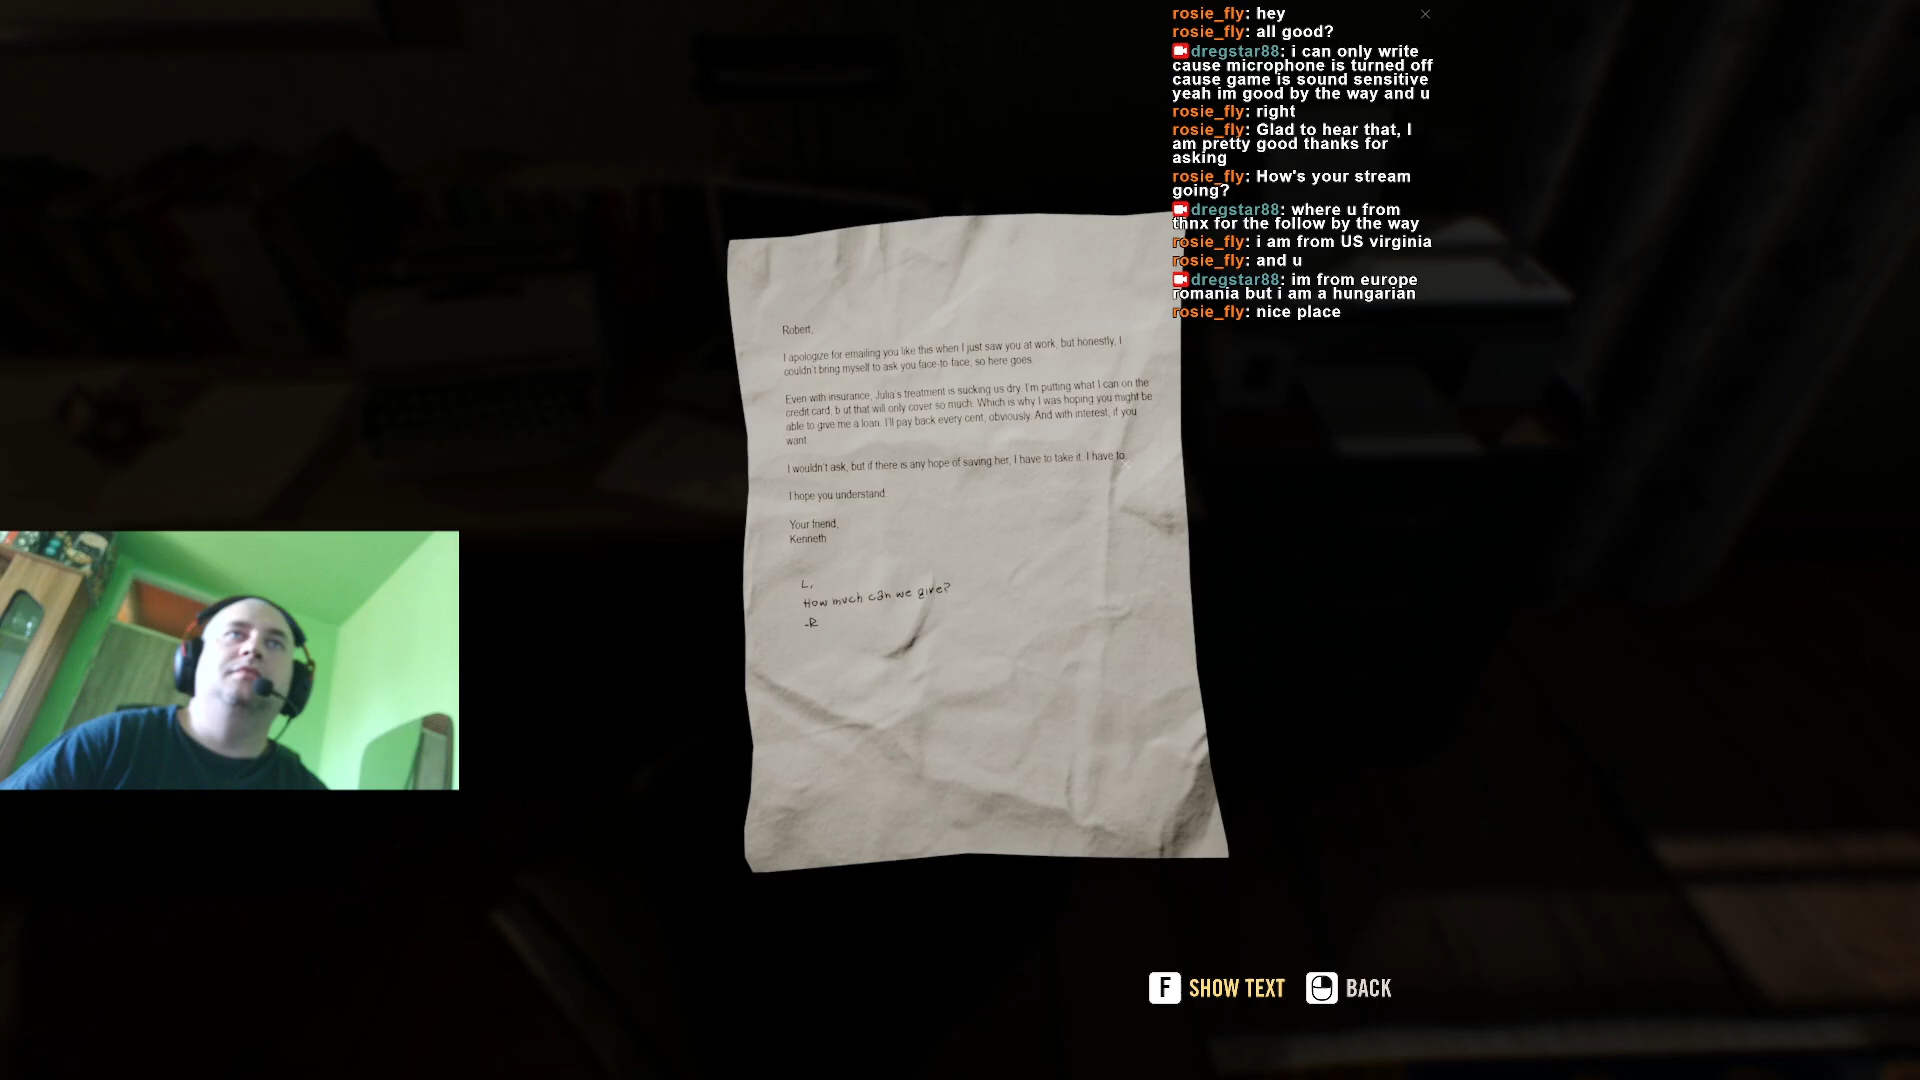 rosie_fly: hey
rosie_fly: all good?
dregstar88: i can only write
cause microphone is turned off
cause game is sound sensitive
yeah im good by the way and u
rosie_fly: right
rosie_fly: Glad to hear that, I
am pretty good thanks for
asking
rosie_fly: How's your stream
going?
dregstar88: where u from
thnx for the follow by the way
rosie_fly: i am from US virginia
rosie_fly: and u
dregstar88: im from europe
romania but i am a hungarian
rosie_fly: nice place
Robert,
I apologize for emailing you like this when I just saw you at work, but honestly, I
couldn't bring myself to ask you face-to-face, so here goes.
Even with insurance, Julia's treatment is sucking us dry. I'm putting what I can on the
credit card, b ut that will only cover so much. Which is why I was hoping you might be
able to give me a loan. I'll pay back every cent, obviously. And with interest, if you
want.
I wouldn't ask, but if there is any hope of saving her, I have to take it. I have to.
I hope you understand.
Your friend,
Kenneth
L,
How much can we give?
-R
F SHOW TEXT BACK